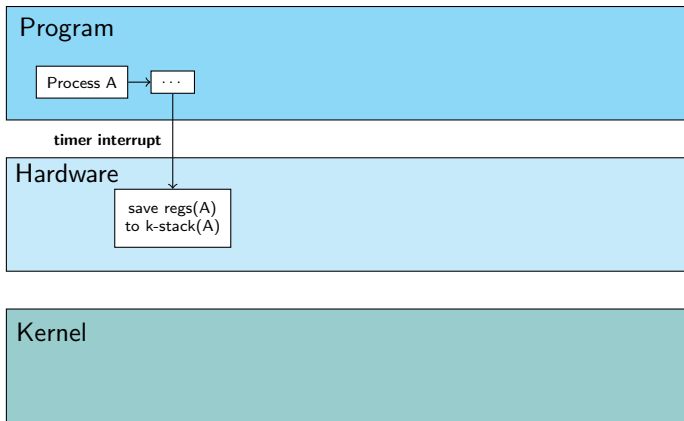 Program
Process A
· · ·
timer interrupt
Hardware
save regs(A)
to k-stack(A)
Kernel